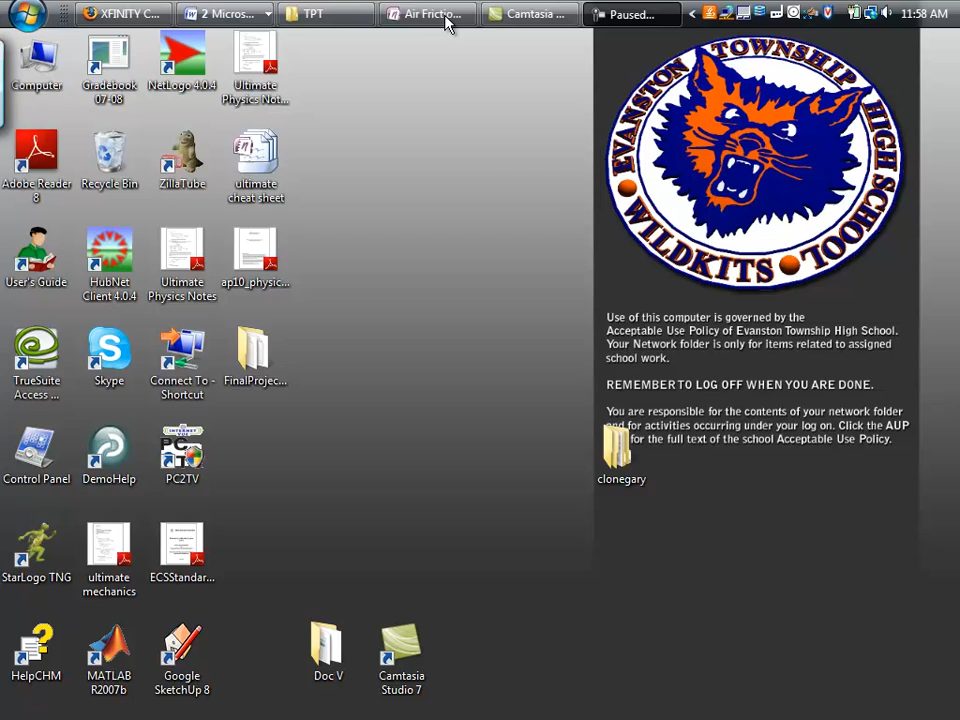 XFINITY C...
2 Micros...
TPT
Air Frictio...
Camtasia ...
Paused...
11:58 AM
Computer
Gradebook
07-08
NetLogo 4.0.4
Ultimate
Physics Not...
Adobe Reader
8
Recycle Bin
ZillaTube
ultimate
cheat sheet
User's Guide
HubNet
Client 4.0.4
Ultimate
Physics Notes
ap10_physic...
TrueSuite
Access ...
Skype
Connect To -
Shortcut
FinalProjec...
Control Panel
DemoHelp
PC2TV
StarLogo TNG
ultimate
mechanics
ECSStandar...
HelpCHM
MATLAB
R2007b
Google
SketchUp 8
Doc V
Camtasia
Studio 7
EVANSTON TOWNSHIP HIGH SCHOOL
WILDKITS
Use of this computer is governed by the
Acceptable Use Policy of Evanston Township High School.
Your Network folder is only for items related to assigned
school work.
REMEMBER TO LOG OFF WHEN YOU ARE DONE.
You are responsible for the contents of your network folder
and for activities occurring under your log on. Click the AUP
for the full text of the school Acceptable Use Policy.
clonegary